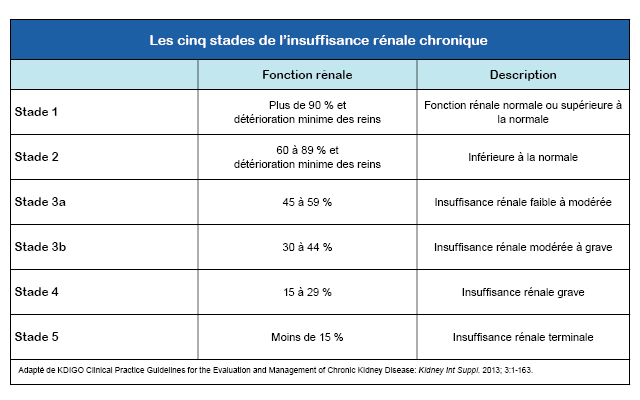 Les cinq stades de l’insuffisance rénale chronique
Fonction rénale Description
Stade 1
Plus de 90 % et
détérioration minime des reins
Fonction rénale normale ou supérieure à
la normale
Stade 2
60 à 89 % et
détérioration minime des reins
Inférieure à la normale
Stade 3a
45 à 59 %
Insuffisance rénale faible à modérée
Stade 3b
30 à 44 %
Insuffisance rénale modérée à grave
Stade 4
15 à 29 %
Insuffisance rénale grave
Stade 5
Moins de 15 %
Insuffisance rénale terminale
Adapté de KDIGO Clinical Practice Guidelines for the Evaluation and Management of Chronic Kidney Disease: Kidney Int Suppl. 2013; 3:1-163.